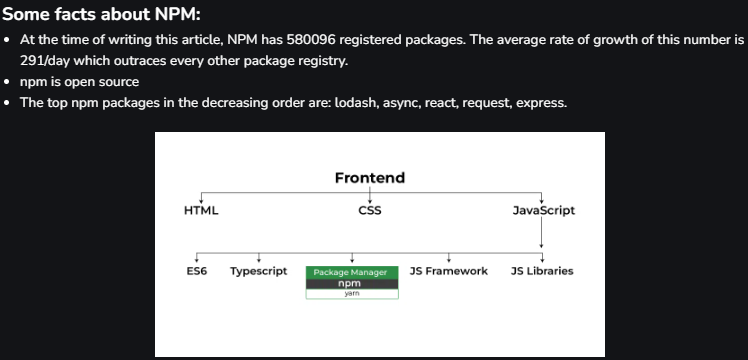 Some facts about NPM:
• At the time of writing this article, NPM has 580096 registered packages. The average rate of growth of this number is
291/day which outraces every other package registry.
• npm is open source
• The top npm packages in the decreasing order are: lodash, async, react, request, express.
Frontend
HTML CSS JavaScript
ES6 Typescript Package Manager JS Framework JS Libraries
npm
yarn